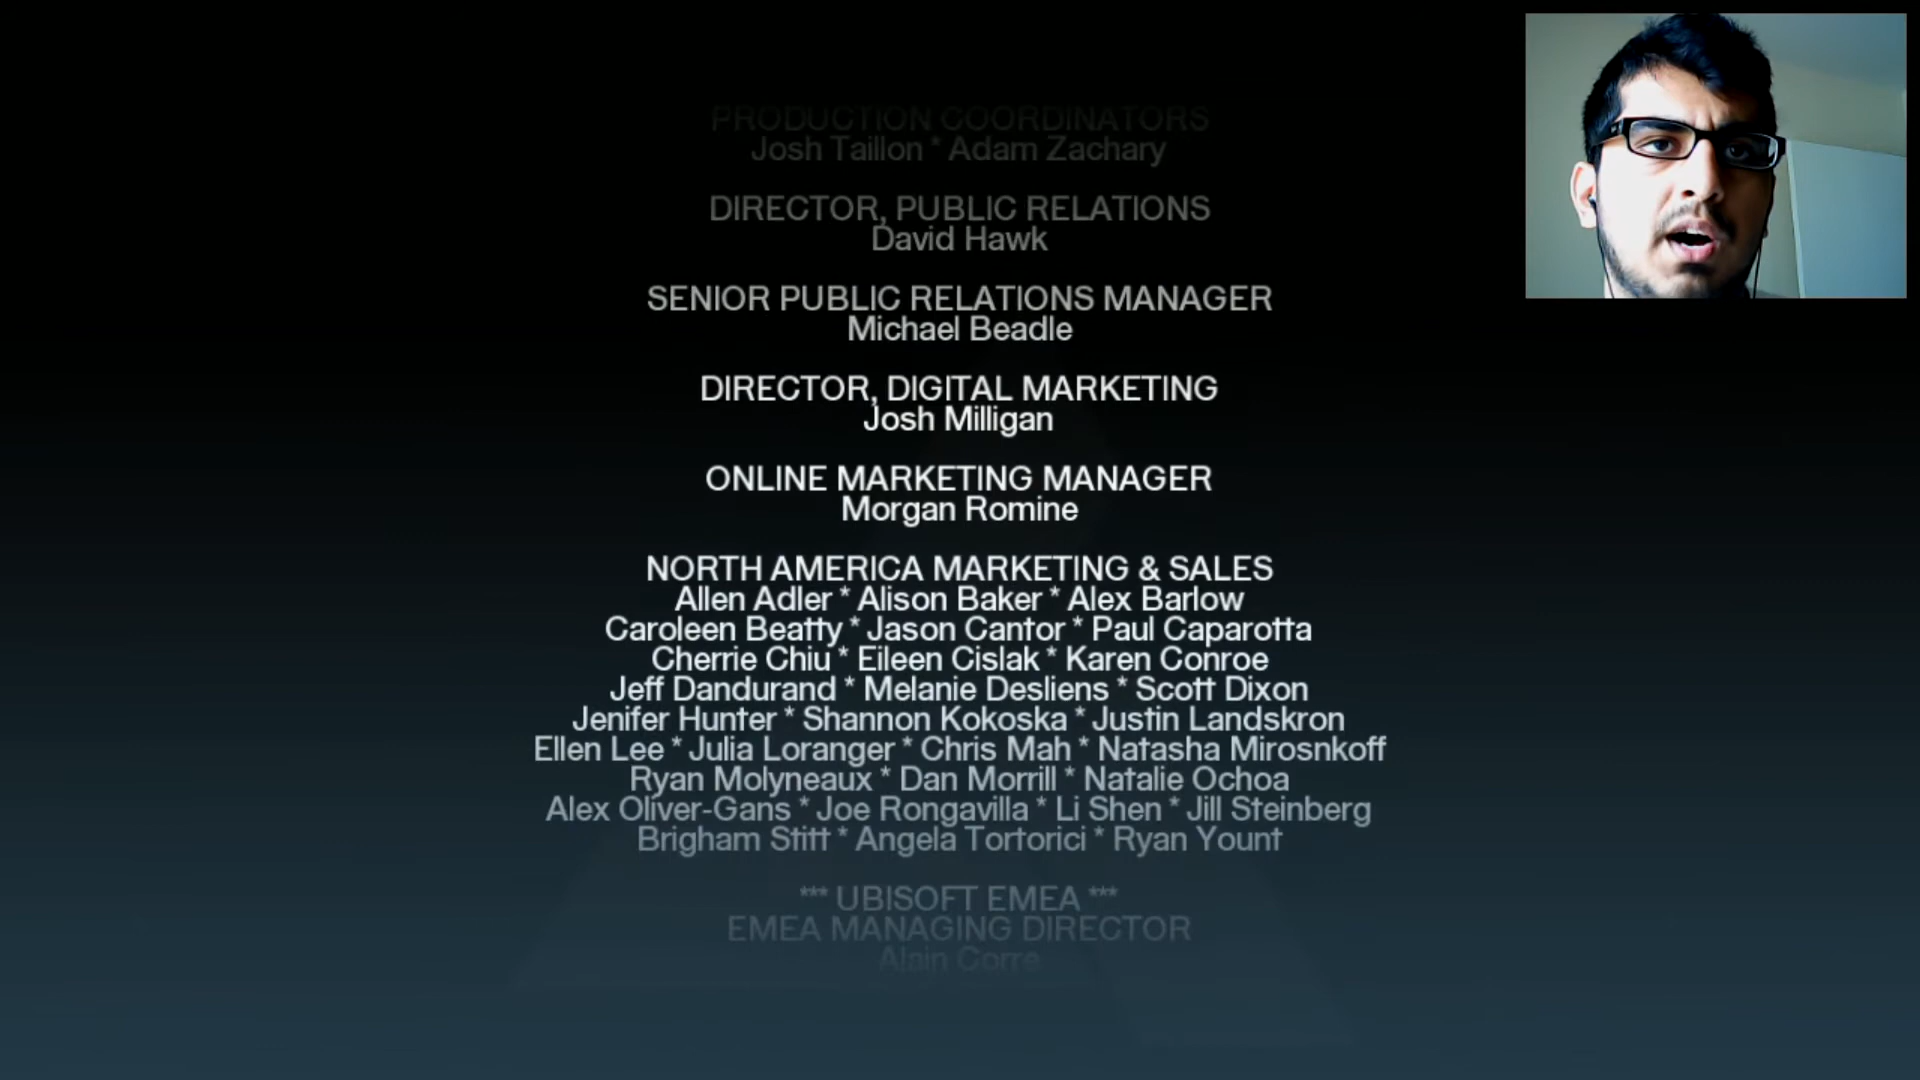 PRODUCTION COORDINATORS
Josh Taillon * Adam Zachary
DIRECTOR, PUBLIC RELATIONS
David Hawk
SENIOR PUBLIC RELATIONS MANAGER
Michael Beadle
DIRECTOR, DIGITAL MARKETING
Josh Milligan
ONLINE MARKETING MANAGER
Morgan Romine
NORTH AMERICA MARKETING & SALES
Allen Adler * Alison Baker * Alex Barlow
Caroleen Beatty * Jason Cantor * Paul Caparotta
Cherrie Chiu * Eileen Cislak * Karen Conroe
Jeff Dandurand * Melanie Desliens * Scott Dixon
Jenifer Hunter * Shannon Kokoska * Justin Landskron
Ellen Lee * Julia Loranger * Chris Mah * Natasha Mirosnkoff
Ryan Molyneaux * Dan Morrill * Natalie Ochoa
Alex Oliver-Gans * Joe Rongavilla * Li Shen * Jill Steinberg
Brigham Stitt * Angela Tortorici * Ryan Yount
*** UBISOFT EMEA ***
EMEA MANAGING DIRECTOR
Alain Corre